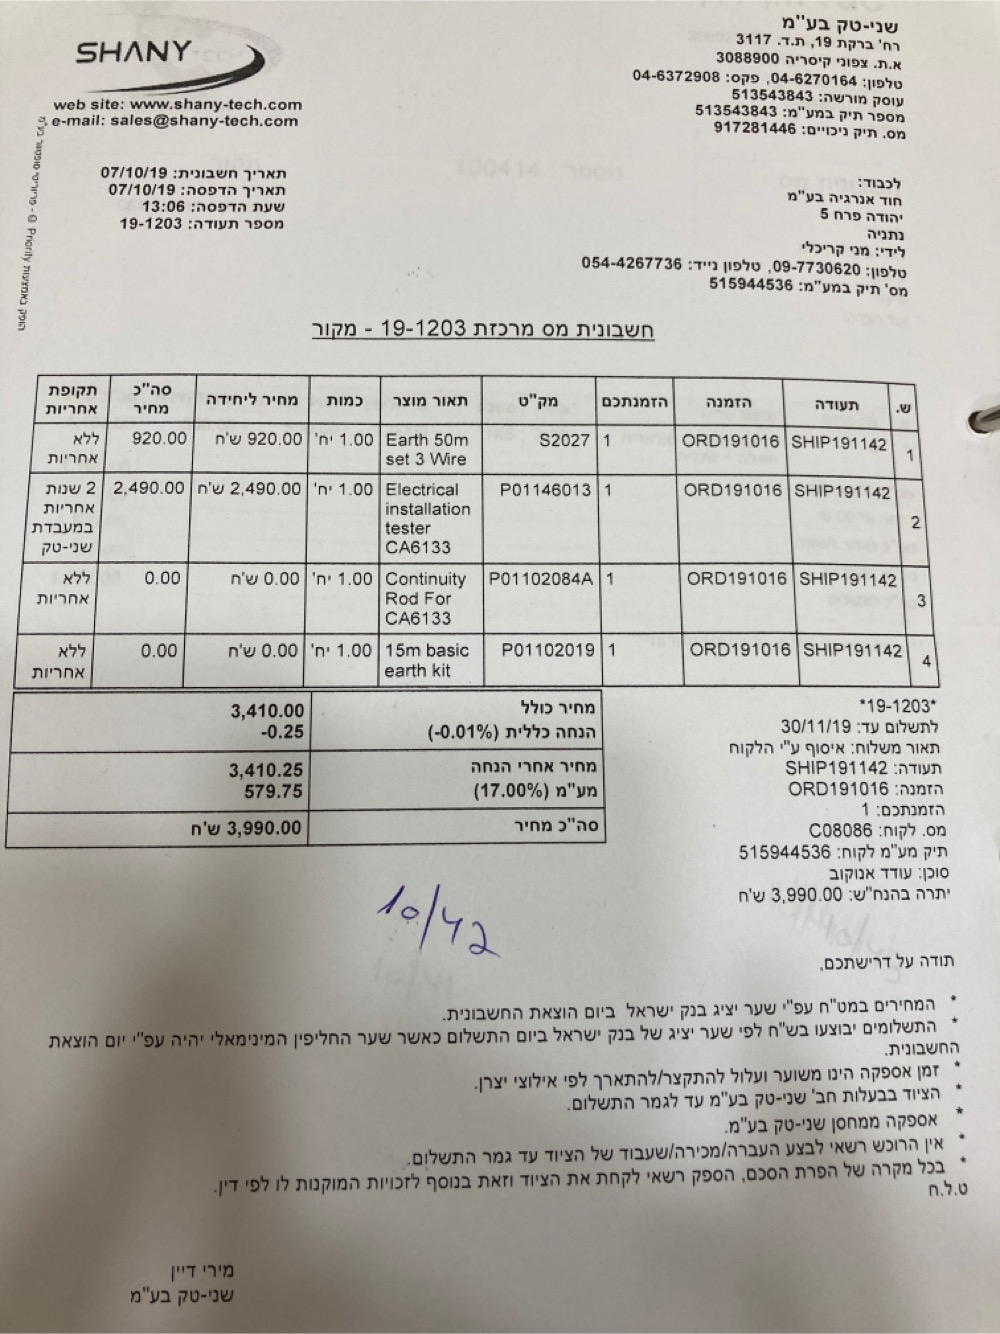 SHANY
web site: www.shany-tech.com
e-mail: sales@shany-tech.com
שני-טק בע"מ
רח' ברקת 19, ת.ד. 3117
א.ת. צפוני קיסריה 3088900
טלפון: 04-6270164, פקס: 04-6372908
עוסק מורשה: 513543843
מספר תיק במע"מ: 513543843
מס. תיק ניכויים: 917281446
תאריך חשבונית: 07/10/19
תאריך הדפסה: 07/10/19
שעת הדפסה: 13:06
מספר תעודה: 19-1203
לכבוד:
חוד אנרגיה בע"מ
יהודה פרח 5
נתניה
לידי: מני קריכלי
טלפון: 09-7730620, טלפון נייד: 054-4267736
מס' תיק במע"מ: 515944536
הופק באמצעות Priority © - פריוריטי סופטוור בע"מ
חשבונית מס מרכזת 19-1203 - מקור
ש. תעודה הזמנה הזמנתכם מק"ט תאור מוצר כמות מחיר ליחידה סה"כ מחיר תקופת אחריות
1 SHIP191142 ORD191016 1 S2027 Earth 50m set 3 Wire 1.00 יח' 920.00 ש"ח 920.00 ללא אחריות
2 SHIP191142 ORD191016 1 P01146013 Electrical installation tester CA6133 1.00 יח' 2,490.00 ש"ח 2,490.00 2 שנות אחריות במעבדת שני-טק
3 SHIP191142 ORD191016 1 P01102084A Continuity Rod For CA6133 1.00 יח' 0.00 ש"ח 0.00 ללא אחריות
4 SHIP191142 ORD191016 1 P01102019 15m basic earth kit 1.00 יח' 0.00 ש"ח 0.00 ללא אחריות
מחיר כולל 3,410.00
הנחה כללית (-0.01%) -0.25
מחיר אחרי הנחה 3,410.25
מע"מ (17.00%) 579.75
סה"כ מחיר 3,990.00 ש"ח
*19-1203*
לתשלום עד: 30/11/19
תאור משלוח: איסוף ע"י הלקוח
תעודה: SHIP191142
הזמנה: ORD191016
הזמנתכם: 1
מס. לקוח: C08086
תיק מע"מ לקוח: 515944536
סוכן: עודד אנוקוב
יתרה בהנח"ש: 3,990.00 ש"ח
10/42
תודה על דרישתכם,
* המחירים במט"ח עפ"י שער יציג בנק ישראל ביום הוצאת החשבונית.
* התשלומים יבוצעו בש"ח לפי שער יציג של בנק ישראל ביום התשלום כאשר שער החליפין המינימאלי יהיה עפ"י יום הוצאת
החשבונית.
* זמן אספקה הינו משוער ועלול להתקצר/להתארך לפי אילוצי יצרן.
* הציוד בבעלות חב' שני-טק בע"מ עד לגמר התשלום.
* אספקה ממחסן שני-טק בע"מ.
* אין הרוכש רשאי לבצע העברה/מכירה/שעבוד של הציוד עד גמר התשלום.
* בכל מקרה של הפרת הסכם, הספק רשאי לקחת את הציוד וזאת בנוסף לזכויות המוקנות לו לפי דין.
ט.ל.ח
מירי דיין
שני-טק בע"מ